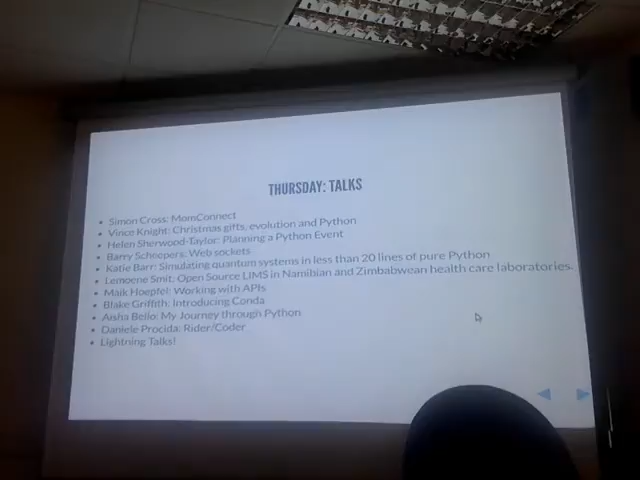 THURSDAY: TALKS
• Simon Cross: MomConnect
• Vince Knight: Christmas gifts, evolution and Python
• Helen Sherwood-Taylor: Planning a Python Event
• Barry Scheepers: Web sockets
• Katie Barr: Simulating quantum systems in less than 20 lines of pure Python
• Lemoene Smit: Open Source LIMS in Namibian and Zimbabwean health care laboratories.
• Maik Hoepfel: Working with APIs
• Blake Griffith: Introducing Conda
• Aisha Bello: My Journey through Python
• Daniele Procida: Rider/Coder
• Lightning Talks!